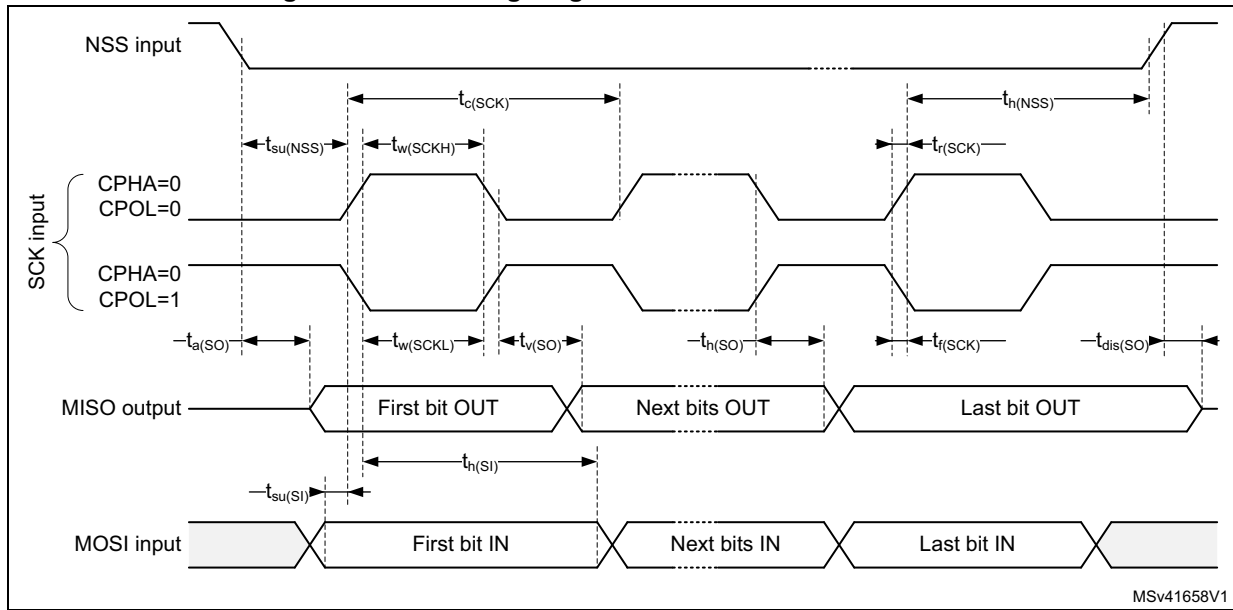 NSS input
tc(SCK)
th(NSS)
tsu(NSS)
tw(SCKH)
tr(SCK)
SCK input
CPHA=0
CPOL=0
CPHA=0
CPOL=1
ta(SO)
tw(SCKL)
tv(SO)
th(SO)
tf(SCK)
tdis(SO)
MISO output
First bit OUT
Next bits OUT
Last bit OUT
th(SI)
tsu(SI)
MOSI input
First bit IN
Next bits IN
Last bit IN
MSv41658V1